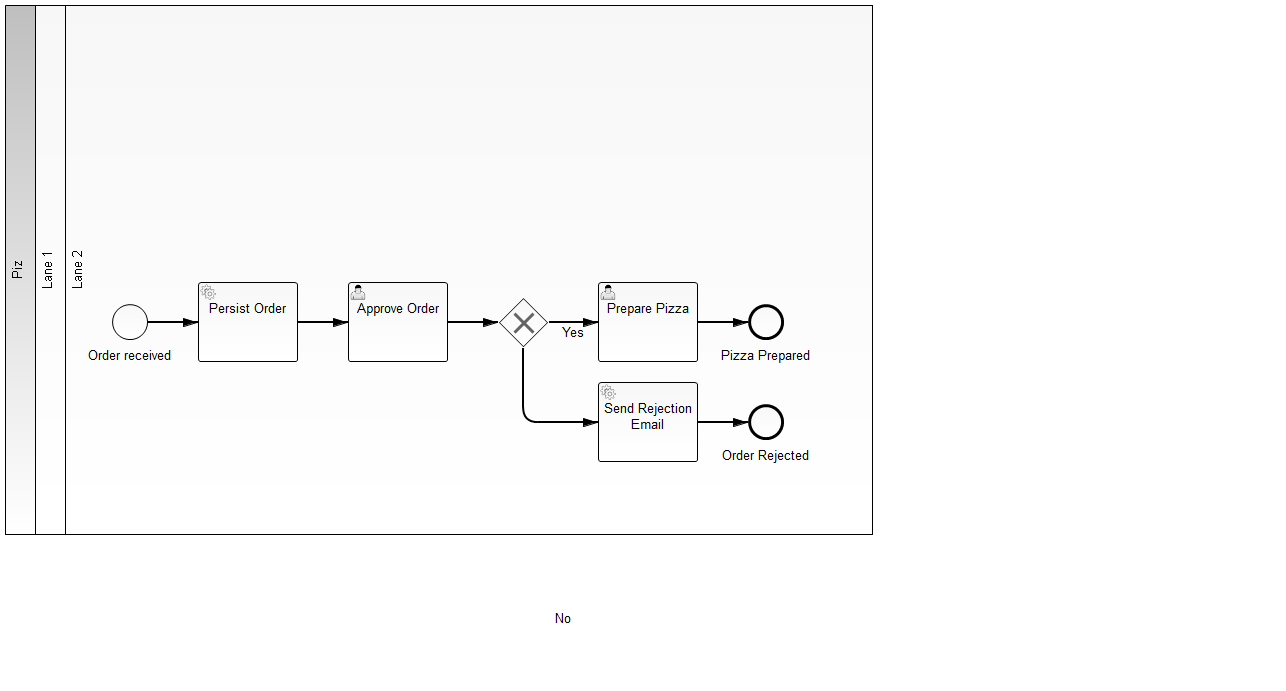 Piz
Lane 1
Lane 2
Order received
Persist Order
Approve Order
Yes
Prepare Pizza
Pizza Prepared
Send Rejection
Email
Order Rejected
No